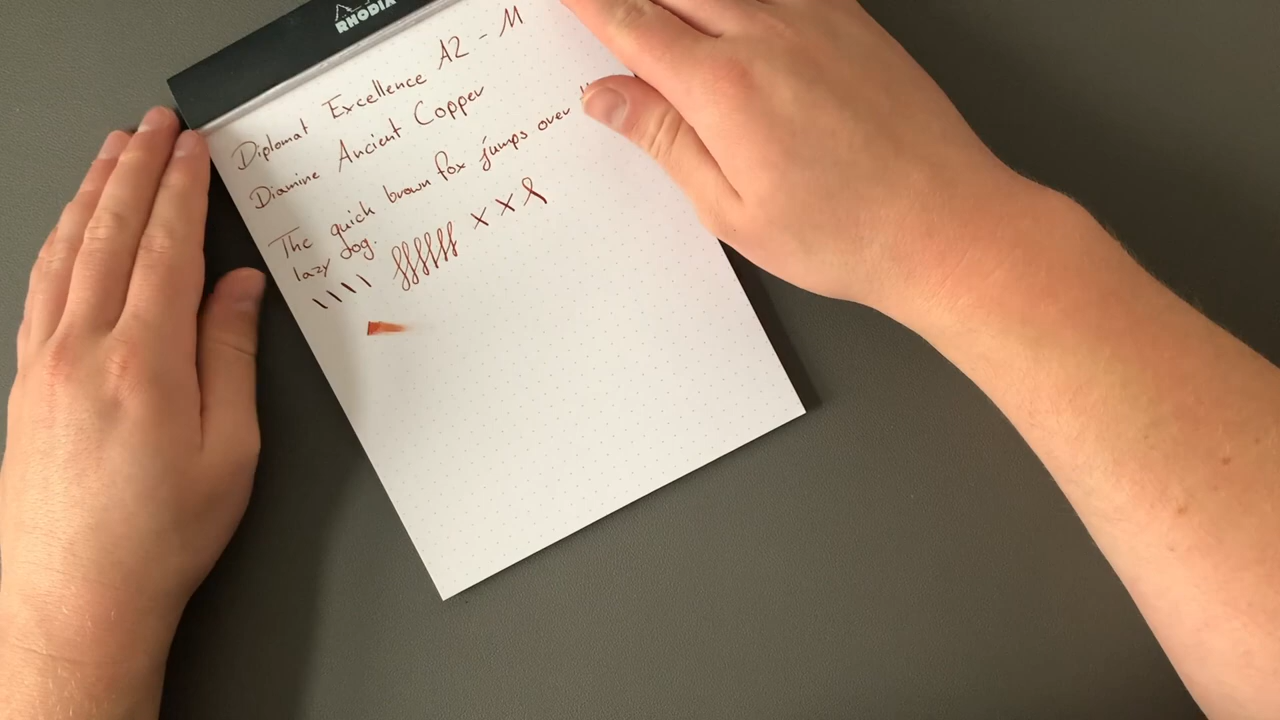 RHODIA
Diplomat Excellence A2 - M
Diamine Ancient Copper
The quick brown fox jumps over
lazy dog.